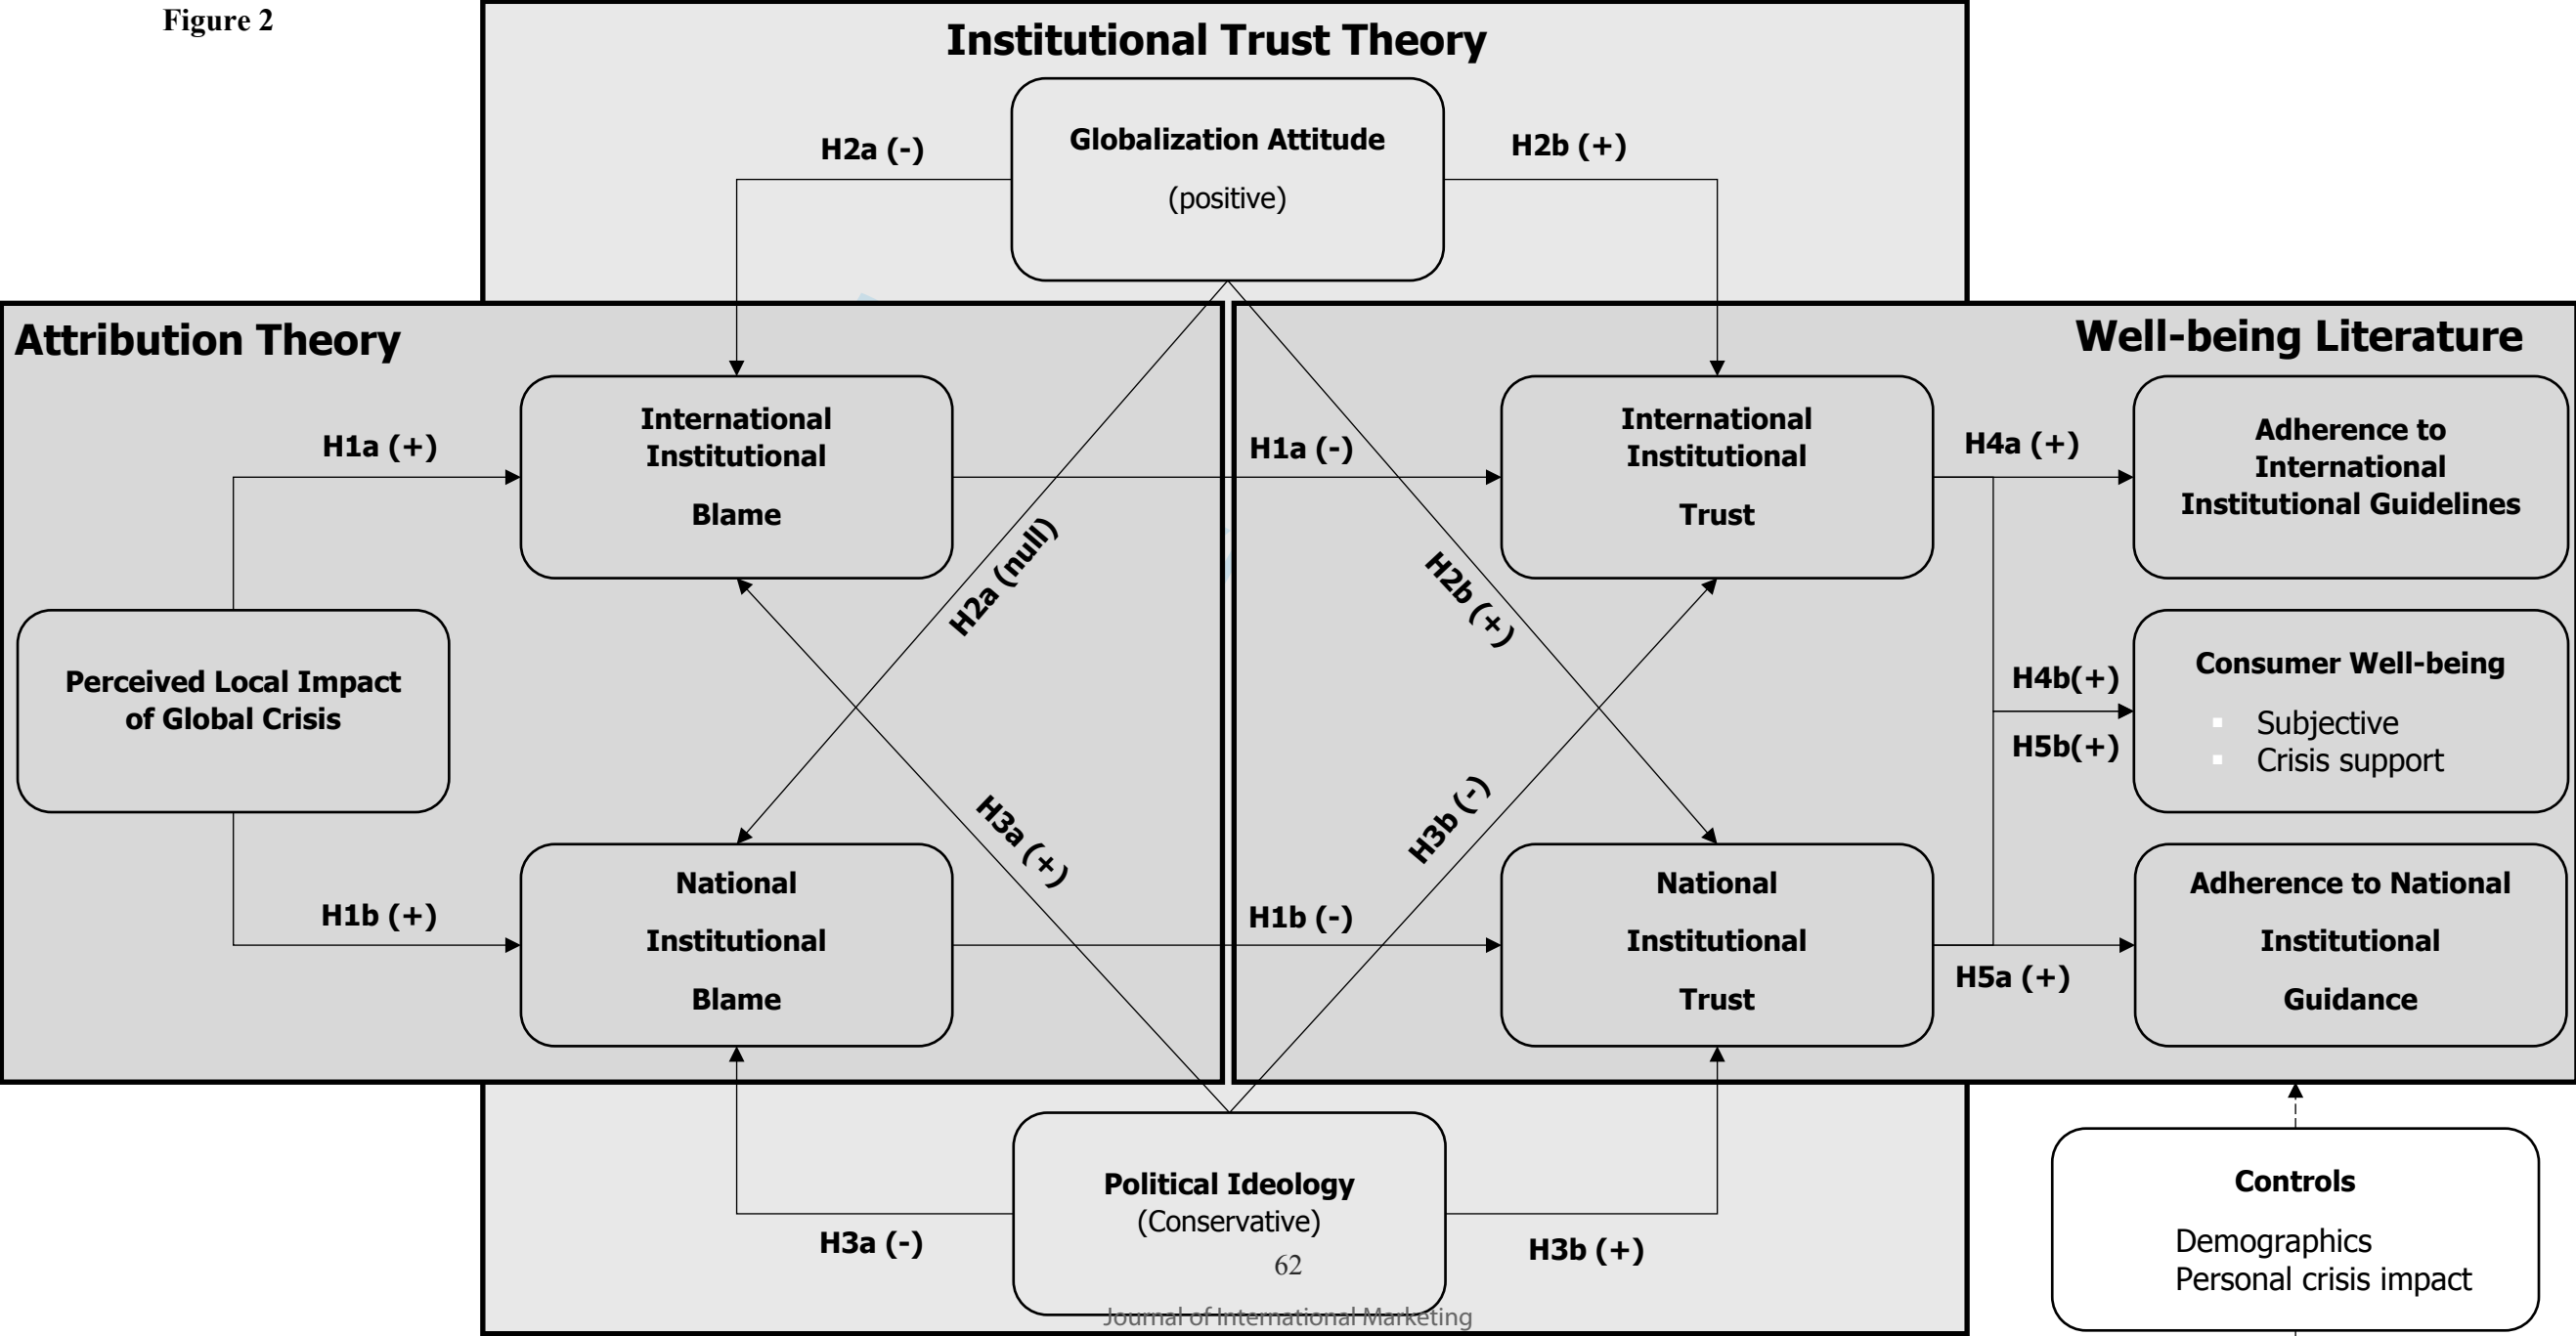 Figure 2
Institutional Trust Theory
Globalization Attitude
(positive)
H2a (-)
H2b (+)
Attribution Theory
Well-being Literature
International
Institutional
Blame
International
Institutional
Trust
Adherence to
International
Institutional Guidelines
H1a (+)
H1a (-)
H4a (+)
H2a (null)
H2b (+)
Perceived Local Impact
of Global Crisis
Consumer Well-being
▪ Subjective
▪ Crisis support
H4b(+)
H5b(+)
H3a (+)
H3b (-)
National
Institutional
Blame
National
Institutional
Trust
Adherence to National
Institutional
Guidance
H1b (+)
H1b (-)
H5a (+)
Political Ideology
(Conservative)
62
H3a (-)
H3b (+)
Controls
Demographics
Personal crisis impact
Journal of International Marketing